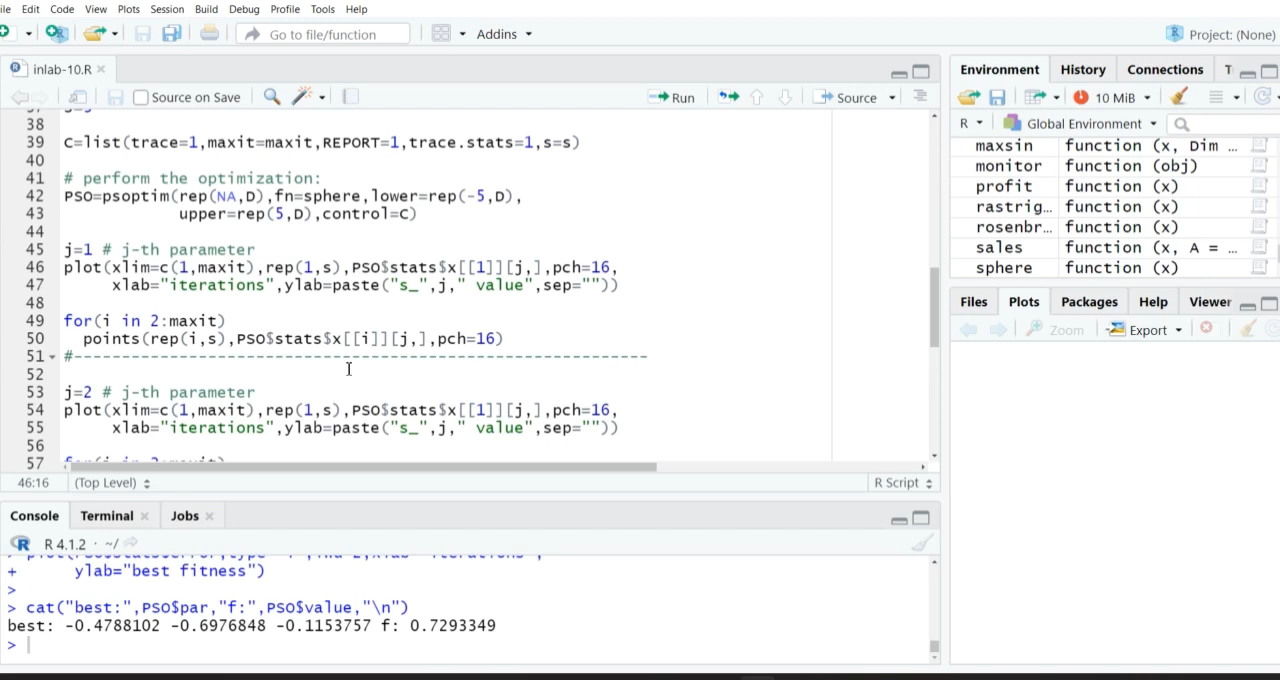 ile Edit Code View Plots Session Build Debug Profile Tools Help
Go to file/function Addins Project: (None)
inlab-10.R
Source on Save Run Source
38
39 C=list(trace=1,maxit=maxit,REPORT=1,trace.stats=1,s=s)
40
41 # perform the optimization:
42 PSO=psoptim(rep(NA,D),fn=sphere,lower=rep(-5,D),
43             upper=rep(5,D),control=C)
44
45 j=1 # j-th parameter
46 plot(xlim=c(1,maxit),rep(1,s),PSO$stats$x[[1]][j,],pch=16,
47      xlab="iterations",ylab=paste("s_",j," value",sep=""))
48
49 for(i in 2:maxit)
50   points(rep(i,s),PSO$stats$x[[i]][j,],pch=16)
51 #------------------------------------------------------------
52
53 j=2 # j-th parameter
54 plot(xlim=c(1,maxit),rep(1,s),PSO$stats$x[[1]][j,],pch=16,
55      xlab="iterations",ylab=paste("s_",j," value",sep=""))
56
57
46:16 (Top Level) R Script
Console Terminal Jobs
R 4.1.2 · ~/
+      ylab="best fitness")
>
> cat("best:",PSO$par,"f:",PSO$value,"\n")
best: -0.4788102 -0.6976848 -0.1153757 f: 0.7293349
>
Environment History Connections T
10 MiB
R Global Environment
maxsin function (x, Dim …
monitor function (obj)
profit function (x)
rastrig… function (x)
rosenbr… function (x)
sales function (x, A = …
sphere function (x)
Files Plots Packages Help Viewer
Zoom Export